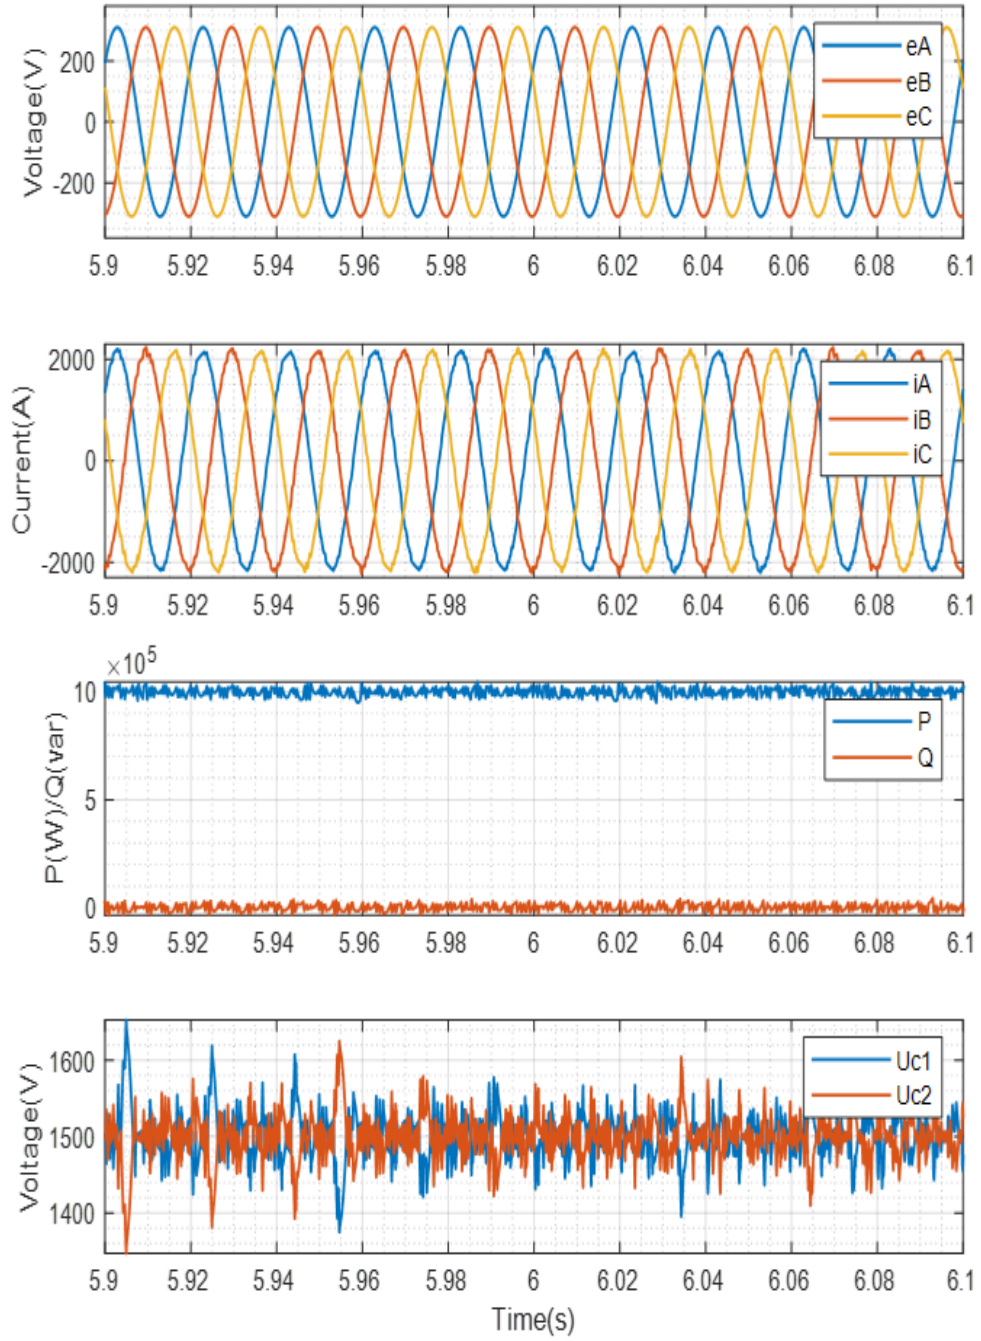 Voltage(V)
200
0
-200
eA
eB
eC
5.9 5.92 5.94 5.96 5.98 6 6.02 6.04 6.06 6.08 6.1
Current(A)
2000
0
-2000
iA
iB
iC
5.9 5.92 5.94 5.96 5.98 6 6.02 6.04 6.06 6.08 6.1
×10⁵
P(W)/Q(var)
10
5
0
P
Q
5.9 5.92 5.94 5.96 5.98 6 6.02 6.04 6.06 6.08 6.1
Voltage(V)
1600
1500
1400
Uc1
Uc2
5.9 5.92 5.94 5.96 5.98 6 6.02 6.04 6.06 6.08 6.1
Time(s)